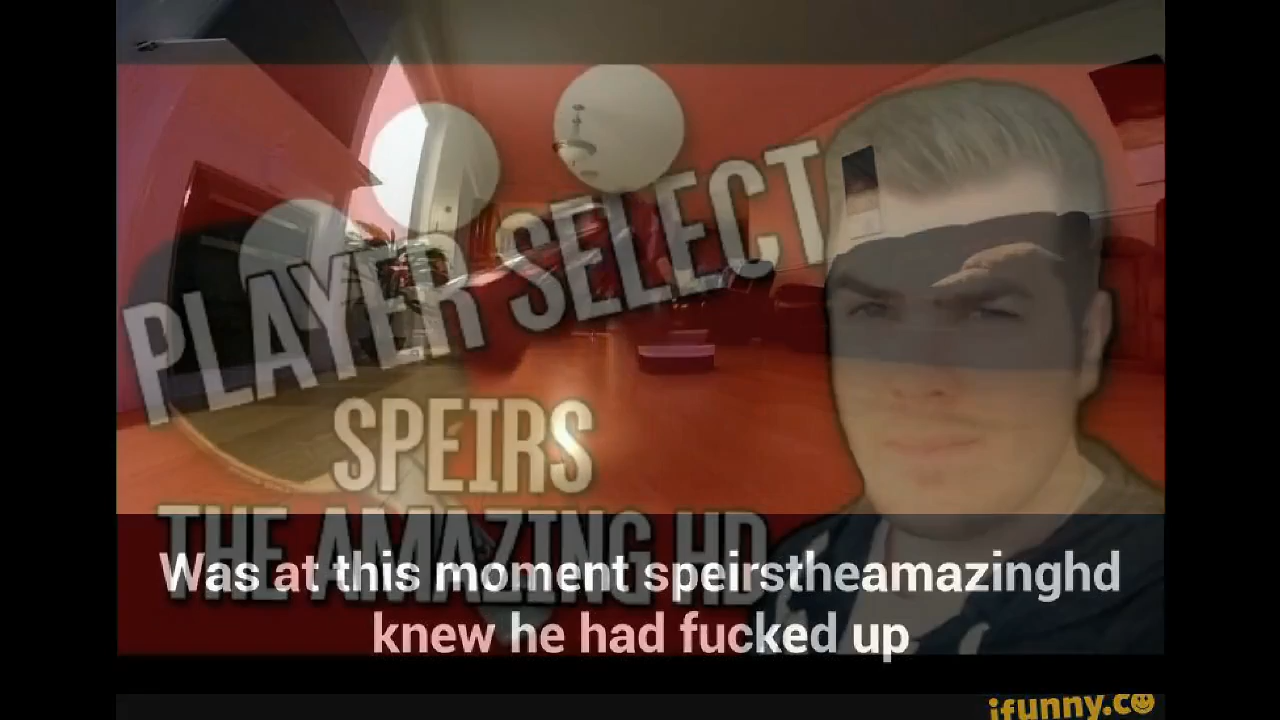 PLAYER SELECT
SPEIRS
THE AMAZING HD
Was at this moment speirstheamazinghd
knew he had fucked up
ifunny.co